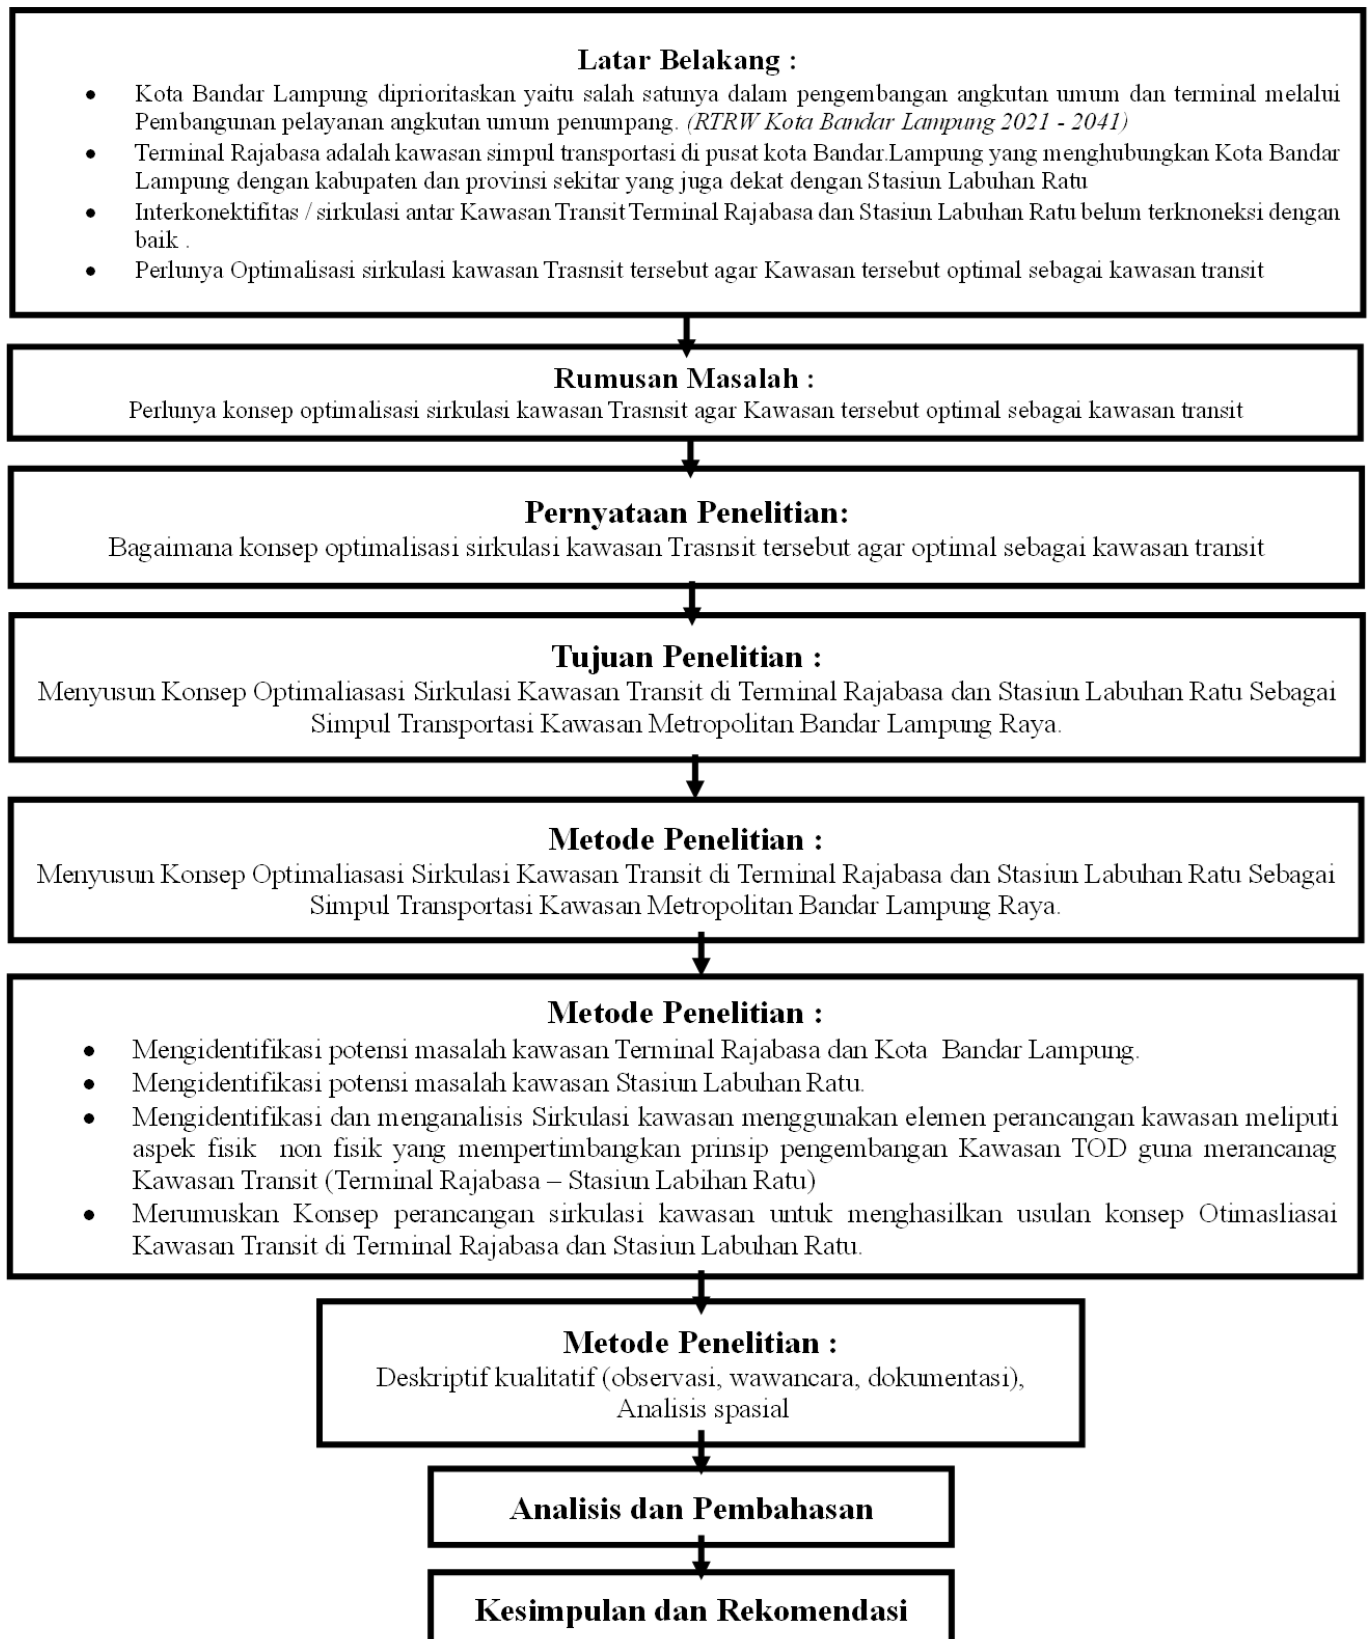 Latar Belakang :
• Kota Bandar Lampung diprioritaskan yaitu salah satunya dalam pengembangan angkutan umum dan terminal melalui
Pembangunan pelayanan angkutan umum penumpang. (RTRW Kota Bandar Lampung 2021 - 2041)
• Terminal Rajabasa adalah kawasan simpul transportasi di pusat kota Bandar.Lampung yang menghubungkan Kota Bandar
Lampung dengan kabupaten dan provinsi sekitar yang juga dekat dengan Stasiun Labuhan Ratu
• Interkonektifitas / sirkulasi antar Kawasan Transit Terminal Rajabasa dan Stasiun Labuhan Ratu belum terknoneksi dengan
baik .
• Perlunya Optimalisasi sirkulasi kawasan Trasnsit tersebut agar Kawasan tersebut optimal sebagai kawasan transit
Rumusan Masalah :
Perlunya konsep optimalisasi sirkulasi kawasan Trasnsit agar Kawasan tersebut optimal sebagai kawasan transit
Pernyataan Penelitian:
Bagaimana konsep optimalisasi sirkulasi kawasan Trasnsit tersebut agar optimal sebagai kawasan transit
Tujuan Penelitian :
Menyusun Konsep Optimaliasasi Sirkulasi Kawasan Transit di Terminal Rajabasa dan Stasiun Labuhan Ratu Sebagai
Simpul Transportasi Kawasan Metropolitan Bandar Lampung Raya.
Metode Penelitian :
Menyusun Konsep Optimaliasasi Sirkulasi Kawasan Transit di Terminal Rajabasa dan Stasiun Labuhan Ratu Sebagai
Simpul Transportasi Kawasan Metropolitan Bandar Lampung Raya.
Metode Penelitian :
• Mengidentifikasi potensi masalah kawasan Terminal Rajabasa dan Kota Bandar Lampung.
• Mengidentifikasi potensi masalah kawasan Stasiun Labuhan Ratu.
• Mengidentifikasi dan menganalisis Sirkulasi kawasan menggunakan elemen perancangan kawasan meliputi
aspek fisik non fisik yang mempertimbangkan prinsip pengembangan Kawasan TOD guna merancanag
Kawasan Transit (Terminal Rajabasa – Stasiun Labihan Ratu)
• Merumuskan Konsep perancangan sirkulasi kawasan untuk menghasilkan usulan konsep Otimasliasai
Kawasan Transit di Terminal Rajabasa dan Stasiun Labuhan Ratu.
Metode Penelitian :
Deskriptif kualitatif (observasi, wawancara, dokumentasi),
Analisis spasial
Analisis dan Pembahasan
Kesimpulan dan Rekomendasi